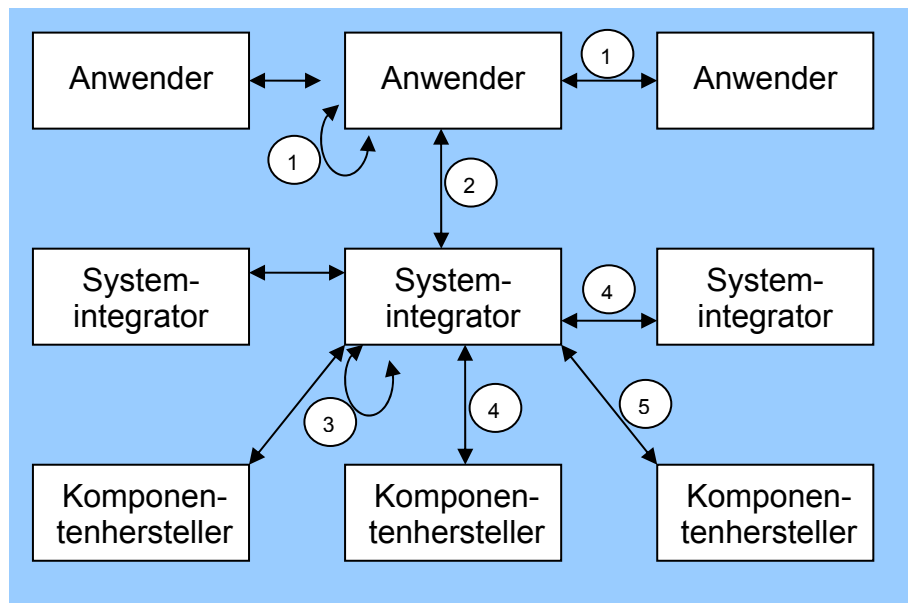 Anwender
Anwender
1
Anwender
1
2
System-
integrator
System-
integrator
4
System-
integrator
3
4
5
Komponen-
tenhersteller
Komponen-
tenhersteller
Komponen-
tenhersteller